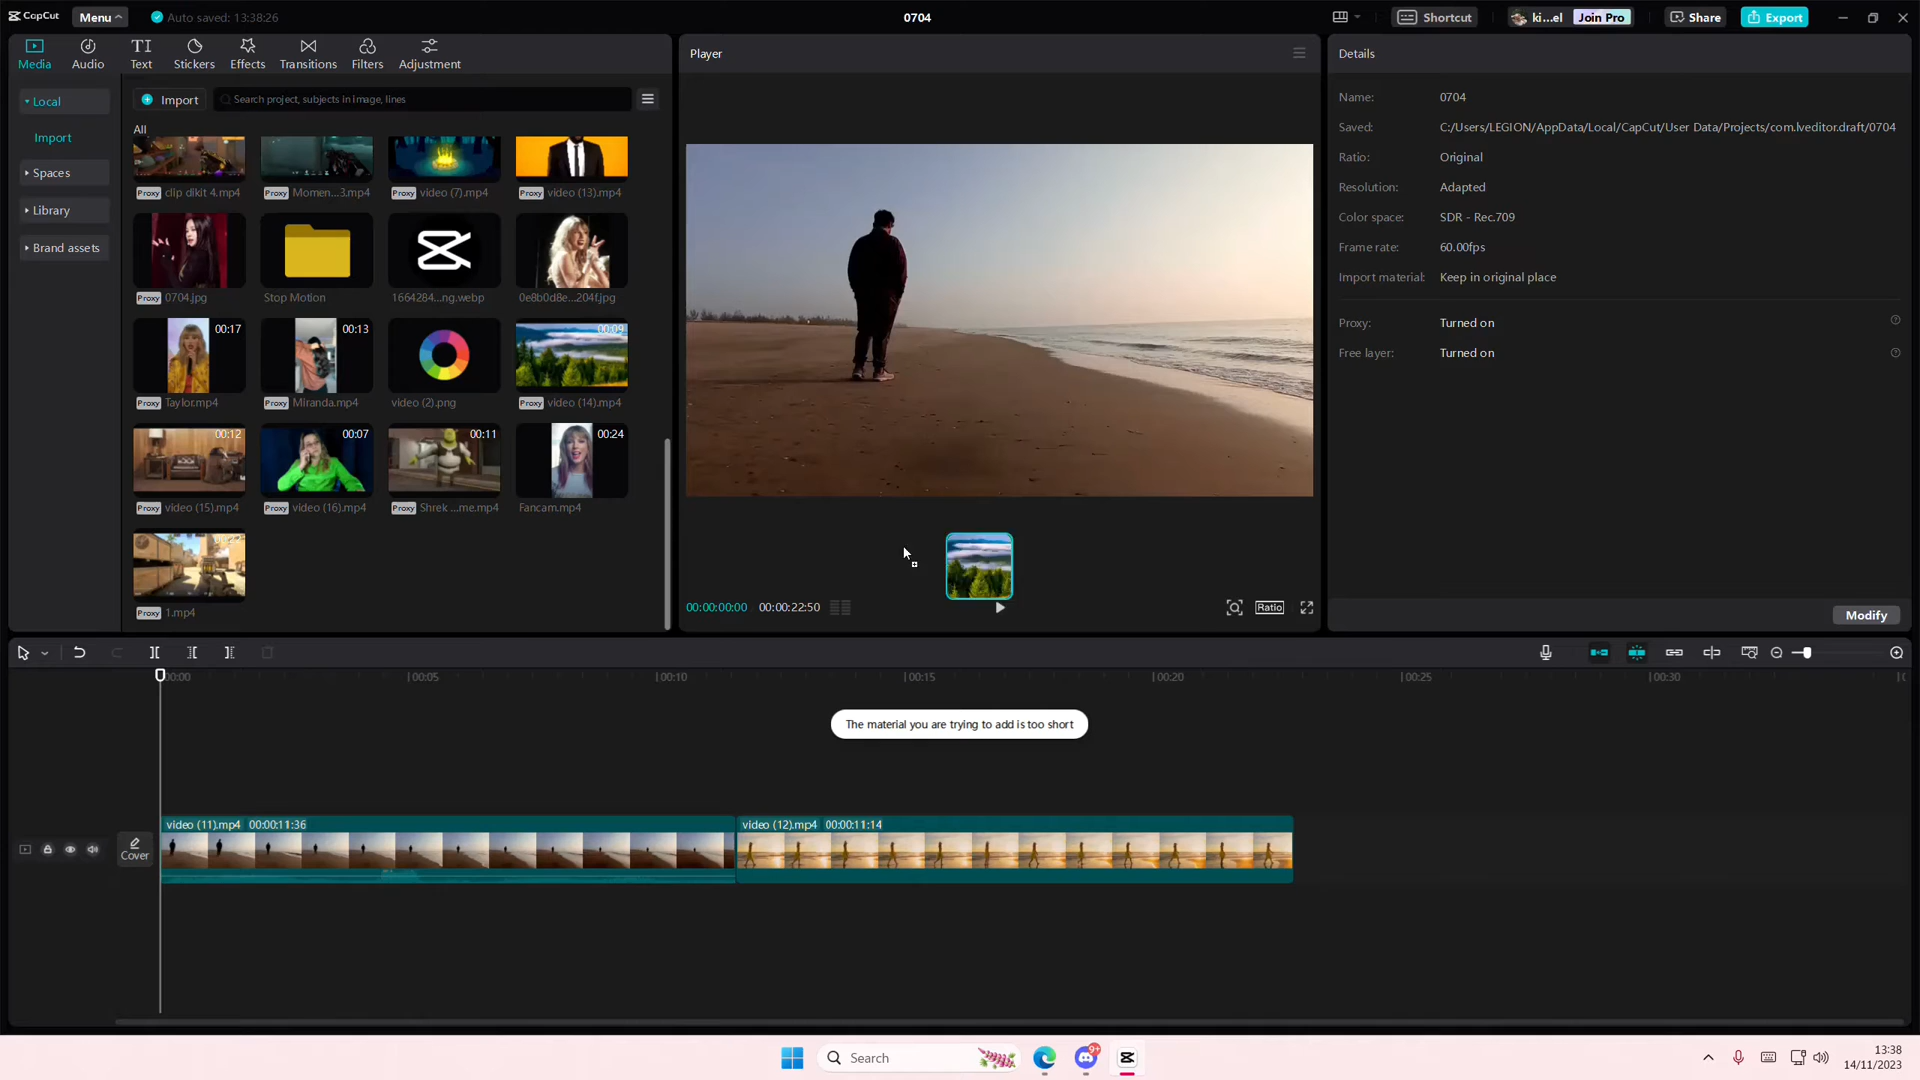 CapCut
Menu
Auto saved: 13:38:26
0704
Shortcut
ki...el
Join Pro
Share
Export
Media
Audio
Text
Stickers
Effects
Transitions
Filters
Adjustment
Local
Import
Spaces
Library
Brand assets
Import
Search project, subjects in image, lines
All
Proxy clip dikit 4.mp4
Proxy Momen...3.mp4
Proxy video (7).mp4
Proxy video (13).mp4
Proxy 0704.jpg
Stop Motion
1664284...ng.webp
0e8b0d8e...204f.jpg
00:17
00:13
00:09
Proxy Taylor.mp4
Proxy Miranda.mp4
video (2).png
Proxy video (14).mp4
00:12
00:07
00:11
00:24
Proxy video (15).mp4
Proxy video (16).mp4
Proxy Shrek ...me.mp4
Fancam.mp4
Proxy 1.mp4
Player
00:00:00:00
00:00:22:50
Ratio
Details
Name: 0704
Saved: C:/Users/LEGION/AppData/Local/CapCut/User Data/Projects/com.lveditor.draft/0704
Ratio: Original
Resolution: Adapted
Color space: SDR - Rec.709
Frame rate: 60.00fps
Import material: Keep in original place
Proxy: Turned on
Free layer: Turned on
Modify
00:00
00:05
00:10
00:15
00:20
00:25
00:30
The material you are trying to add is too short
Cover
video (11).mp4 00:00:11:36
video (12).mp4 00:00:11:14
Search
9+
13:38
14/11/2023